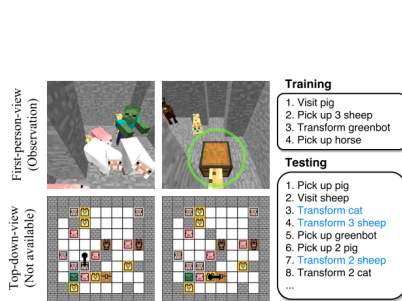 First-person-view
(Observation)
Top-down-view
(Not available)
Training
1. Visit pig
2. Pick up 3 sheep
3. Transform greenbot
4. Pick up horse
Testing
1. Pick up pig
2. Visit sheep
3. Transform cat
4. Transform 3 sheep
5. Pick up greenbot
6. Pick up 2 pig
7. Transform 2 sheep
8. Transform 2 cat
...